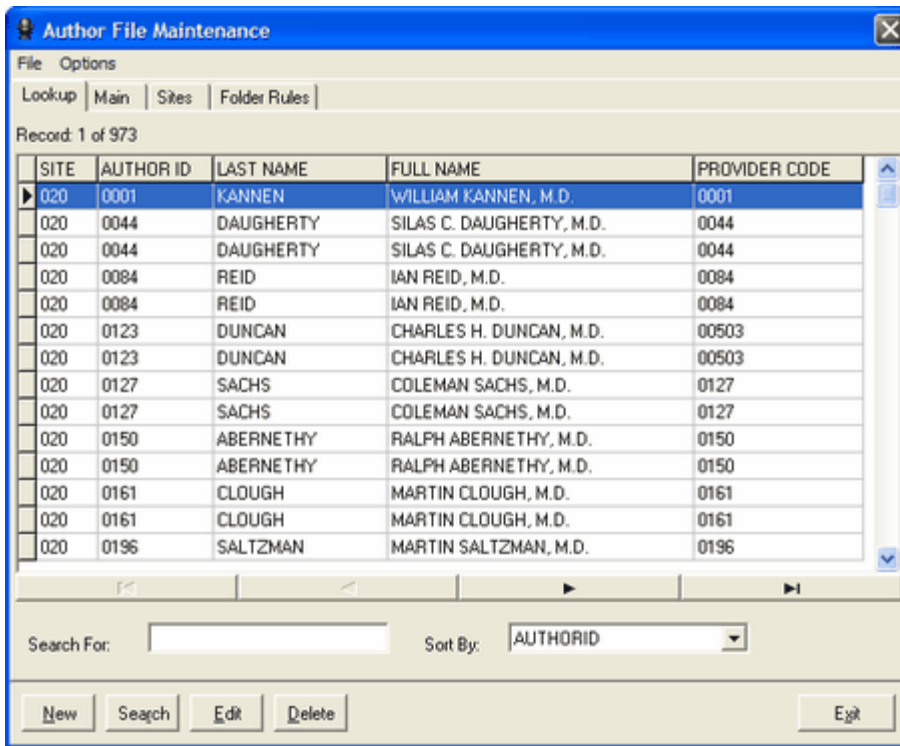 Author File Maintenance
File Options
Lookup Main Sites Folder Rules
Record: 1 of 973
SITE AUTHOR ID LAST NAME FULL NAME PROVIDER CODE
020 0001 KANNEN WILLIAM KANNEN, M.D. 0001
020 0044 DAUGHERTY SILAS C. DAUGHERTY, M.D. 0044
020 0044 DAUGHERTY SILAS C. DAUGHERTY, M.D. 0044
020 0084 REID IAN REID, M.D. 0084
020 0084 REID IAN REID, M.D. 0084
020 0123 DUNCAN CHARLES H. DUNCAN, M.D. 00503
020 0123 DUNCAN CHARLES H. DUNCAN, M.D. 00503
020 0127 SACHS COLEMAN SACHS, M.D. 0127
020 0127 SACHS COLEMAN SACHS, M.D. 0127
020 0150 ABERNETHY RALPH ABERNETHY, M.D. 0150
020 0150 ABERNETHY RALPH ABERNETHY, M.D. 0150
020 0161 CLOUGH MARTIN CLOUGH, M.D. 0161
020 0161 CLOUGH MARTIN CLOUGH, M.D. 0161
020 0196 SALTZMAN MARTIN SALTZMAN, M.D. 0196
Search For: Sort By: AUTHORID
New Search Edit Delete Exit